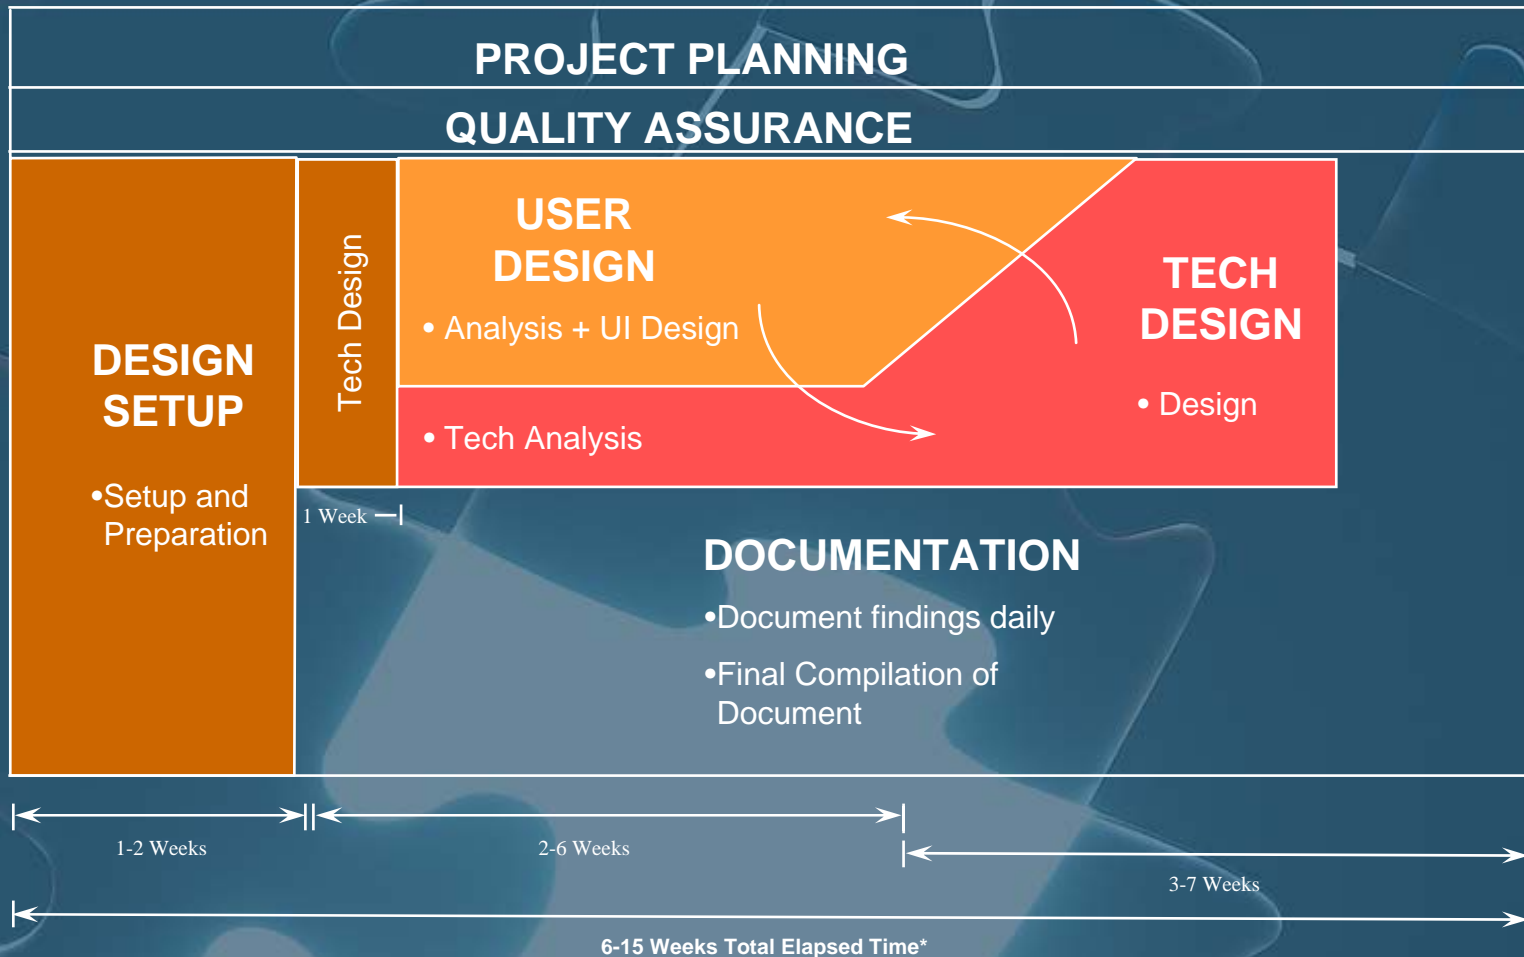 PROJECT PLANNING
QUALITY ASSURANCE
DESIGN
SETUP
•Setup and
Preparation
Tech Design
USER
DESIGN
• Analysis + UI Design
• Tech Analysis
TECH
DESIGN
• Design
1 Week
DOCUMENTATION
•Document findings daily
•Final Compilation of
Document
1-2 Weeks
2-6 Weeks
3-7 Weeks
6-15 Weeks Total Elapsed Time*